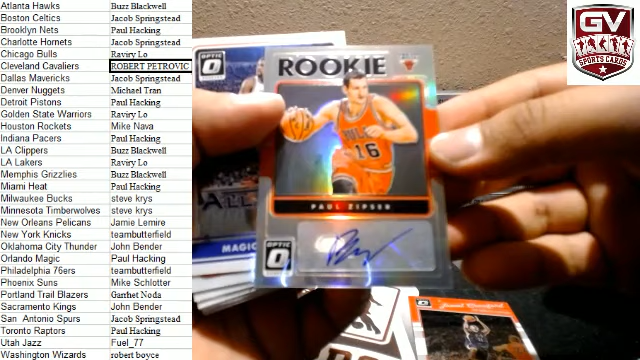 Atlanta Hawks Buzz Blackwell
Boston Celtics Jacob Springstead
Brooklyn Nets Paul Hacking
Charlotte Hornets Jacob Springstead
Chicago Bulls Raviry Lo
Cleveland Cavaliers ROBERT PETROVIC
Dallas Mavericks Jacob Springstead
Denver Nuggets Michael Tran
Detroit Pistons Paul Hacking
Golden State Warriors Raviry Lo
Houston Rockets Mike Nava
Indiana Pacers Paul Hacking
LA Clippers Buzz Blackwell
LA Lakers Raviry Lo
Memphis Grizzlies Buzz Blackwell
Miami Heat Paul Hacking
Milwaukee Bucks steve krys
Minnesota Timberwolves steve krys
New Orleans Pelicans Jamie Lemire
New York Knicks teambutterfield
Oklahoma City Thunder John Bender
Orlando Magic Paul Hacking
Philadelphia 76ers teambutterfield
Phoenix Suns Mike Schlotter
Portland Trail Blazers Garrhet Noda
Sacramento Kings John Bender
San Antonio Spurs Jacob Springstead
Toronto Raptors Paul Hacking
Utah Jazz Fuel_77
Washington Wizards robert boyce
OPTIC
ROOKIE
BULLS
16
PAUL ZIPSER
OPTIC
MAGIC
GV
SPORTS CARDS